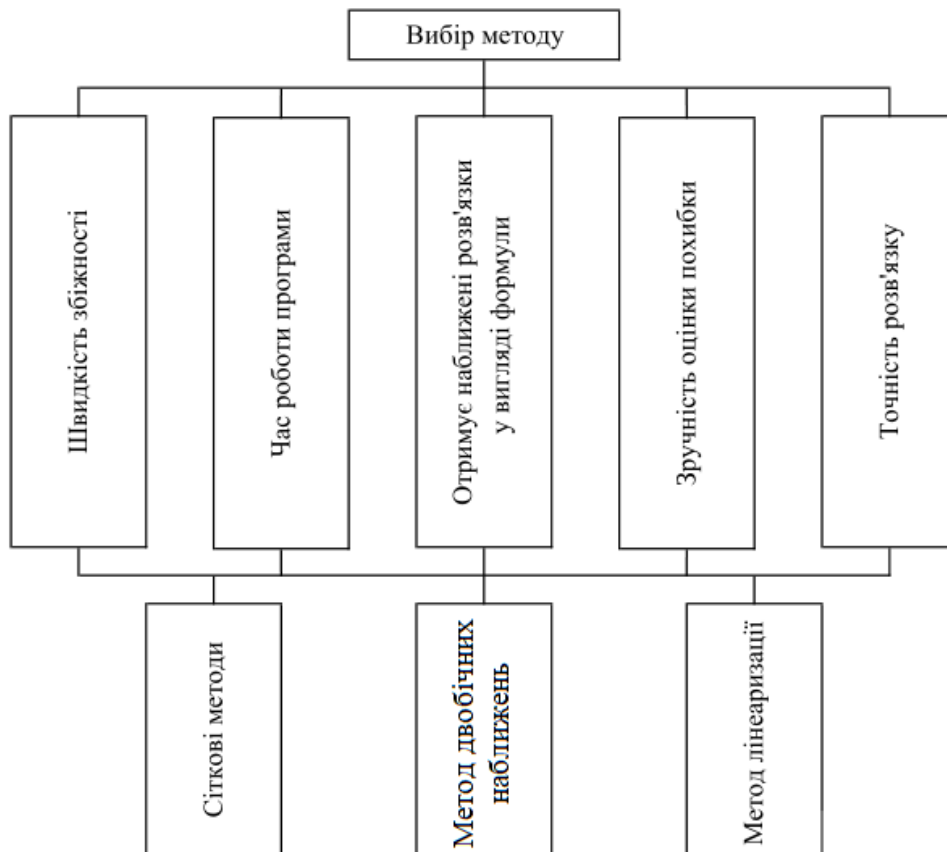 Вибір методу
Швидкість збіжності
Час роботи програми
Отримує наближені розв'язки
у вигляді формули
Зручність оцінки похибки
Точність розв'язку
Сіткові методи
Метод двобічних
наближень
Метод лінеаризації